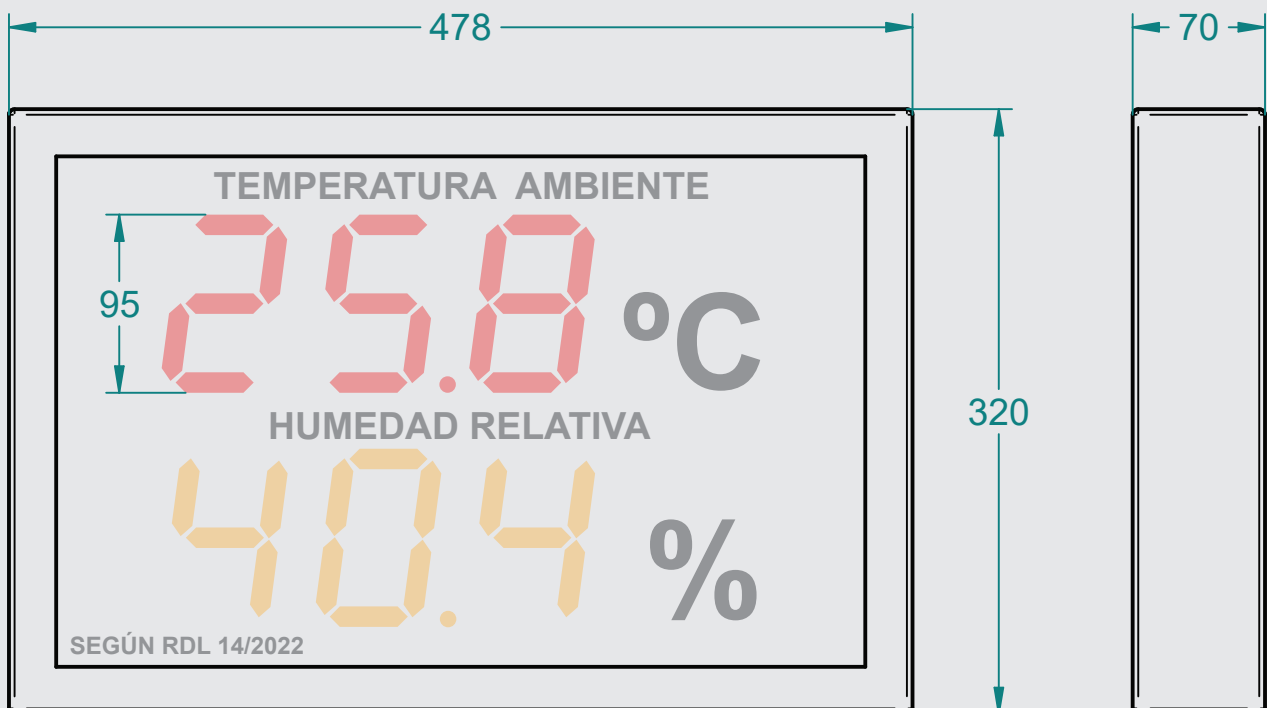 478
70
TEMPERATURA AMBIENTE
95
25.8 ºC
320
HUMEDAD RELATIVA
40.4 %
SEGÚN RDL 14/2022